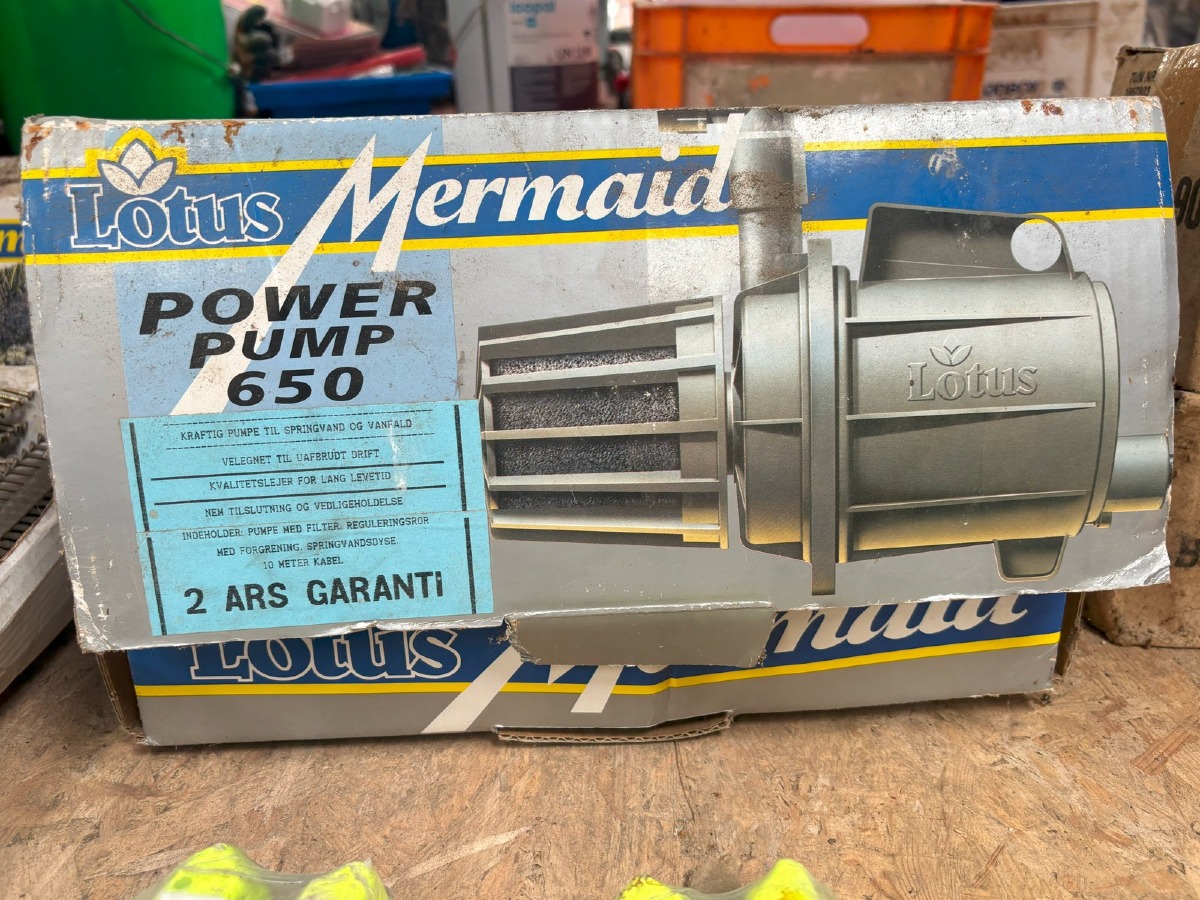 Lotus Mermaid
POWER
PUMP
650
KRAFTIG PUMPE TIL SPRINGVAND OG VANFALD
VELEGNET TIL UAFBRUDT DRIFT
KVALITETSLEJER FOR LANG LEVETID
NEM TILSLUTNING OG VEDLIGEHOLDELSE
INDEHOLDER: PUMPE MED FILTER, REGULERINGSRØR
MED FORGRENING, SPRINGVANDSDYSE,
10 METER KABEL
2 ARS GARANTI
Lotus
Lotus Mermaid